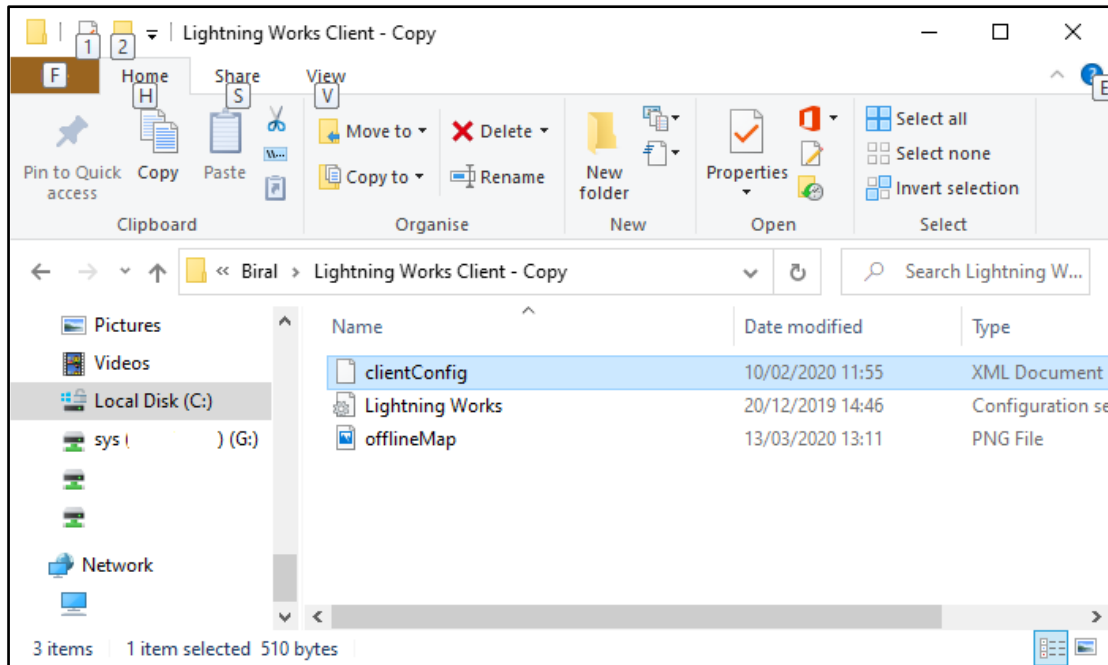 Lightning Works Client - Copy
1 2
F Home Share View
H S V E
Pin to Quick access
Copy
Paste
W...
Clipboard
Move to
Copy to
Delete
Rename
Organise
New folder
New
Properties
Open
Select all
Select none
Invert selection
Select
« Biral › Lightning Works Client - Copy
Search Lightning W...
Pictures
Videos
Local Disk (C:)
sys ( ) (G:)
Network
Name Date modified Type
clientConfig 10/02/2020 11:55 XML Document
Lightning Works 20/12/2019 14:46 Configuration se
offlineMap 13/03/2020 13:11 PNG File
3 items 1 item selected 510 bytes